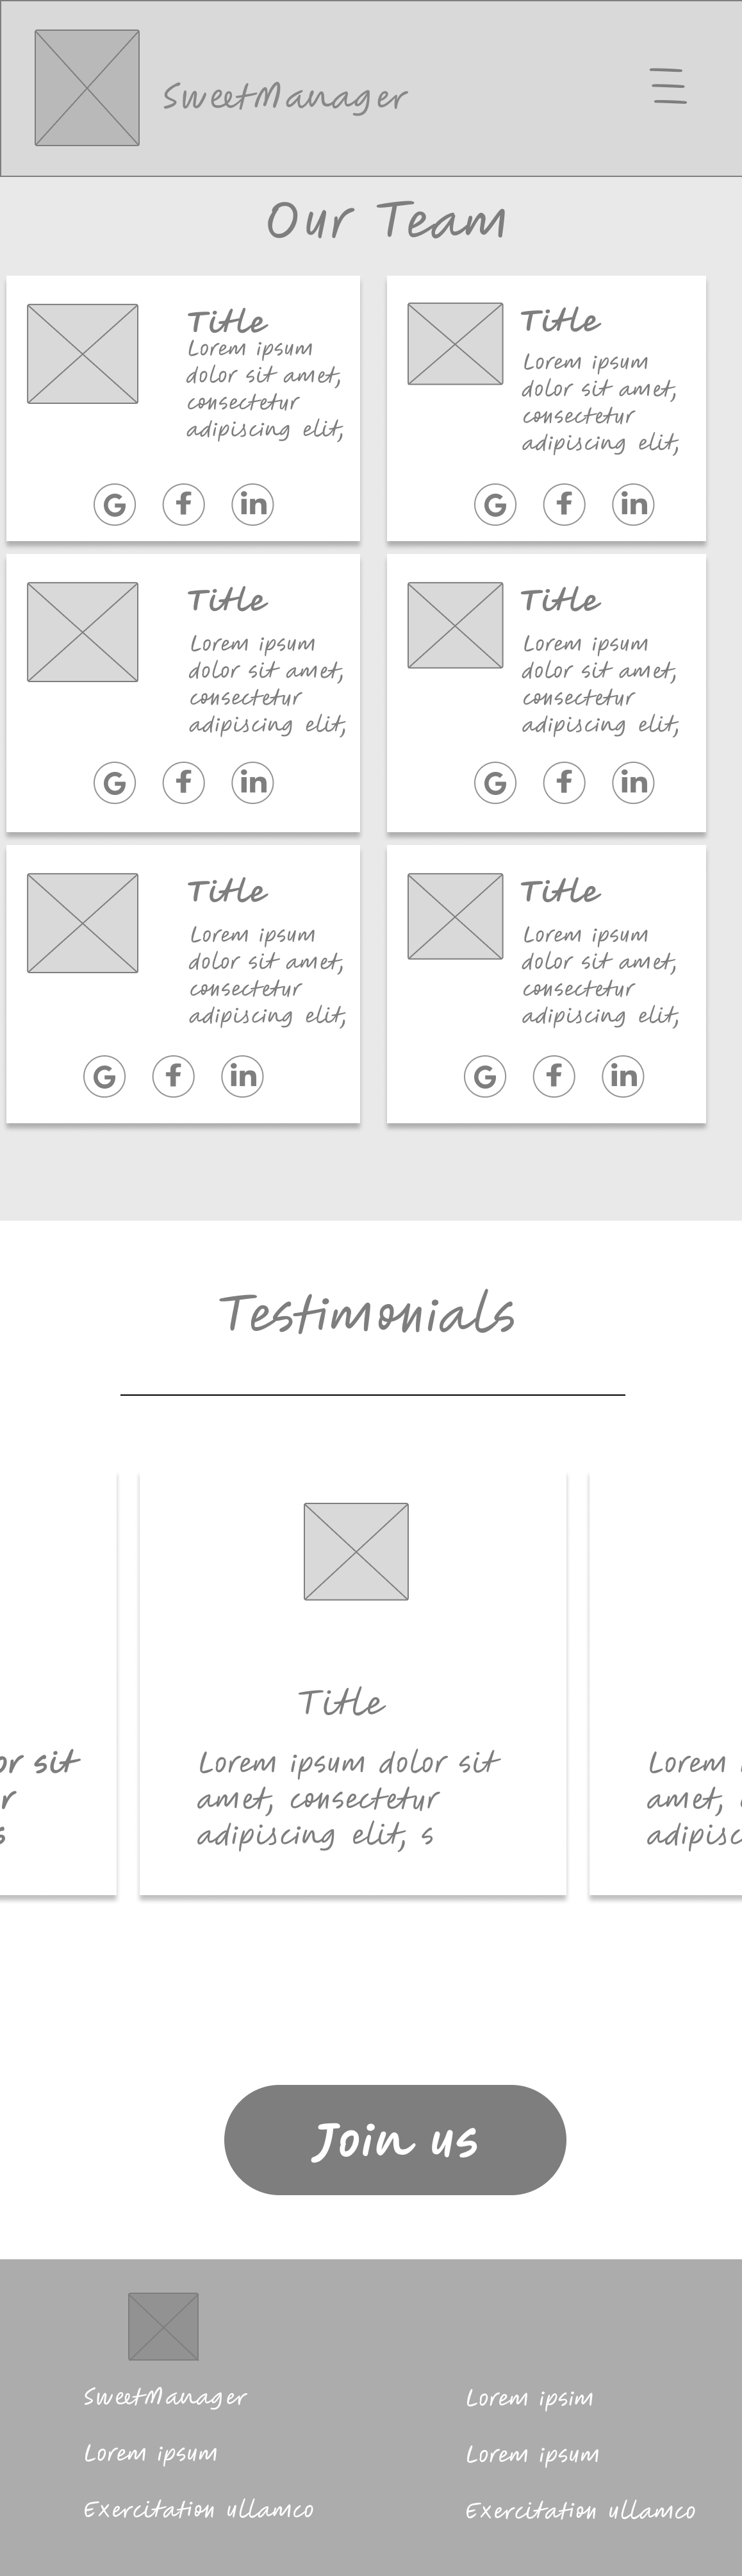 SweetManager
Our Team
Title
Lorem ipsum
dolor sit amet,
consectetur
adipiscing elit,
G f in
Title
Lorem ipsum
dolor sit amet,
consectetur
adipiscing elit,
G f in
Title
Lorem ipsum
dolor sit amet,
consectetur
adipiscing elit,
G f in
Title
Lorem ipsum
dolor sit amet,
consectetur
adipiscing elit,
G f in
Title
Lorem ipsum
dolor sit amet,
consectetur
adipiscing elit,
G f in
Title
Lorem ipsum
dolor sit amet,
consectetur
adipiscing elit,
G f in
Testimonials
or sit
r
s
Title
Lorem ipsum dolor sit
amet, consectetur
adipiscing elit, s
Lorem
amet,
adipisc
Join us
SweetManager
Lorem ipsum
Exercitation ullamco
Lorem ipsim
Lorem ipsum
Exercitation ullamco